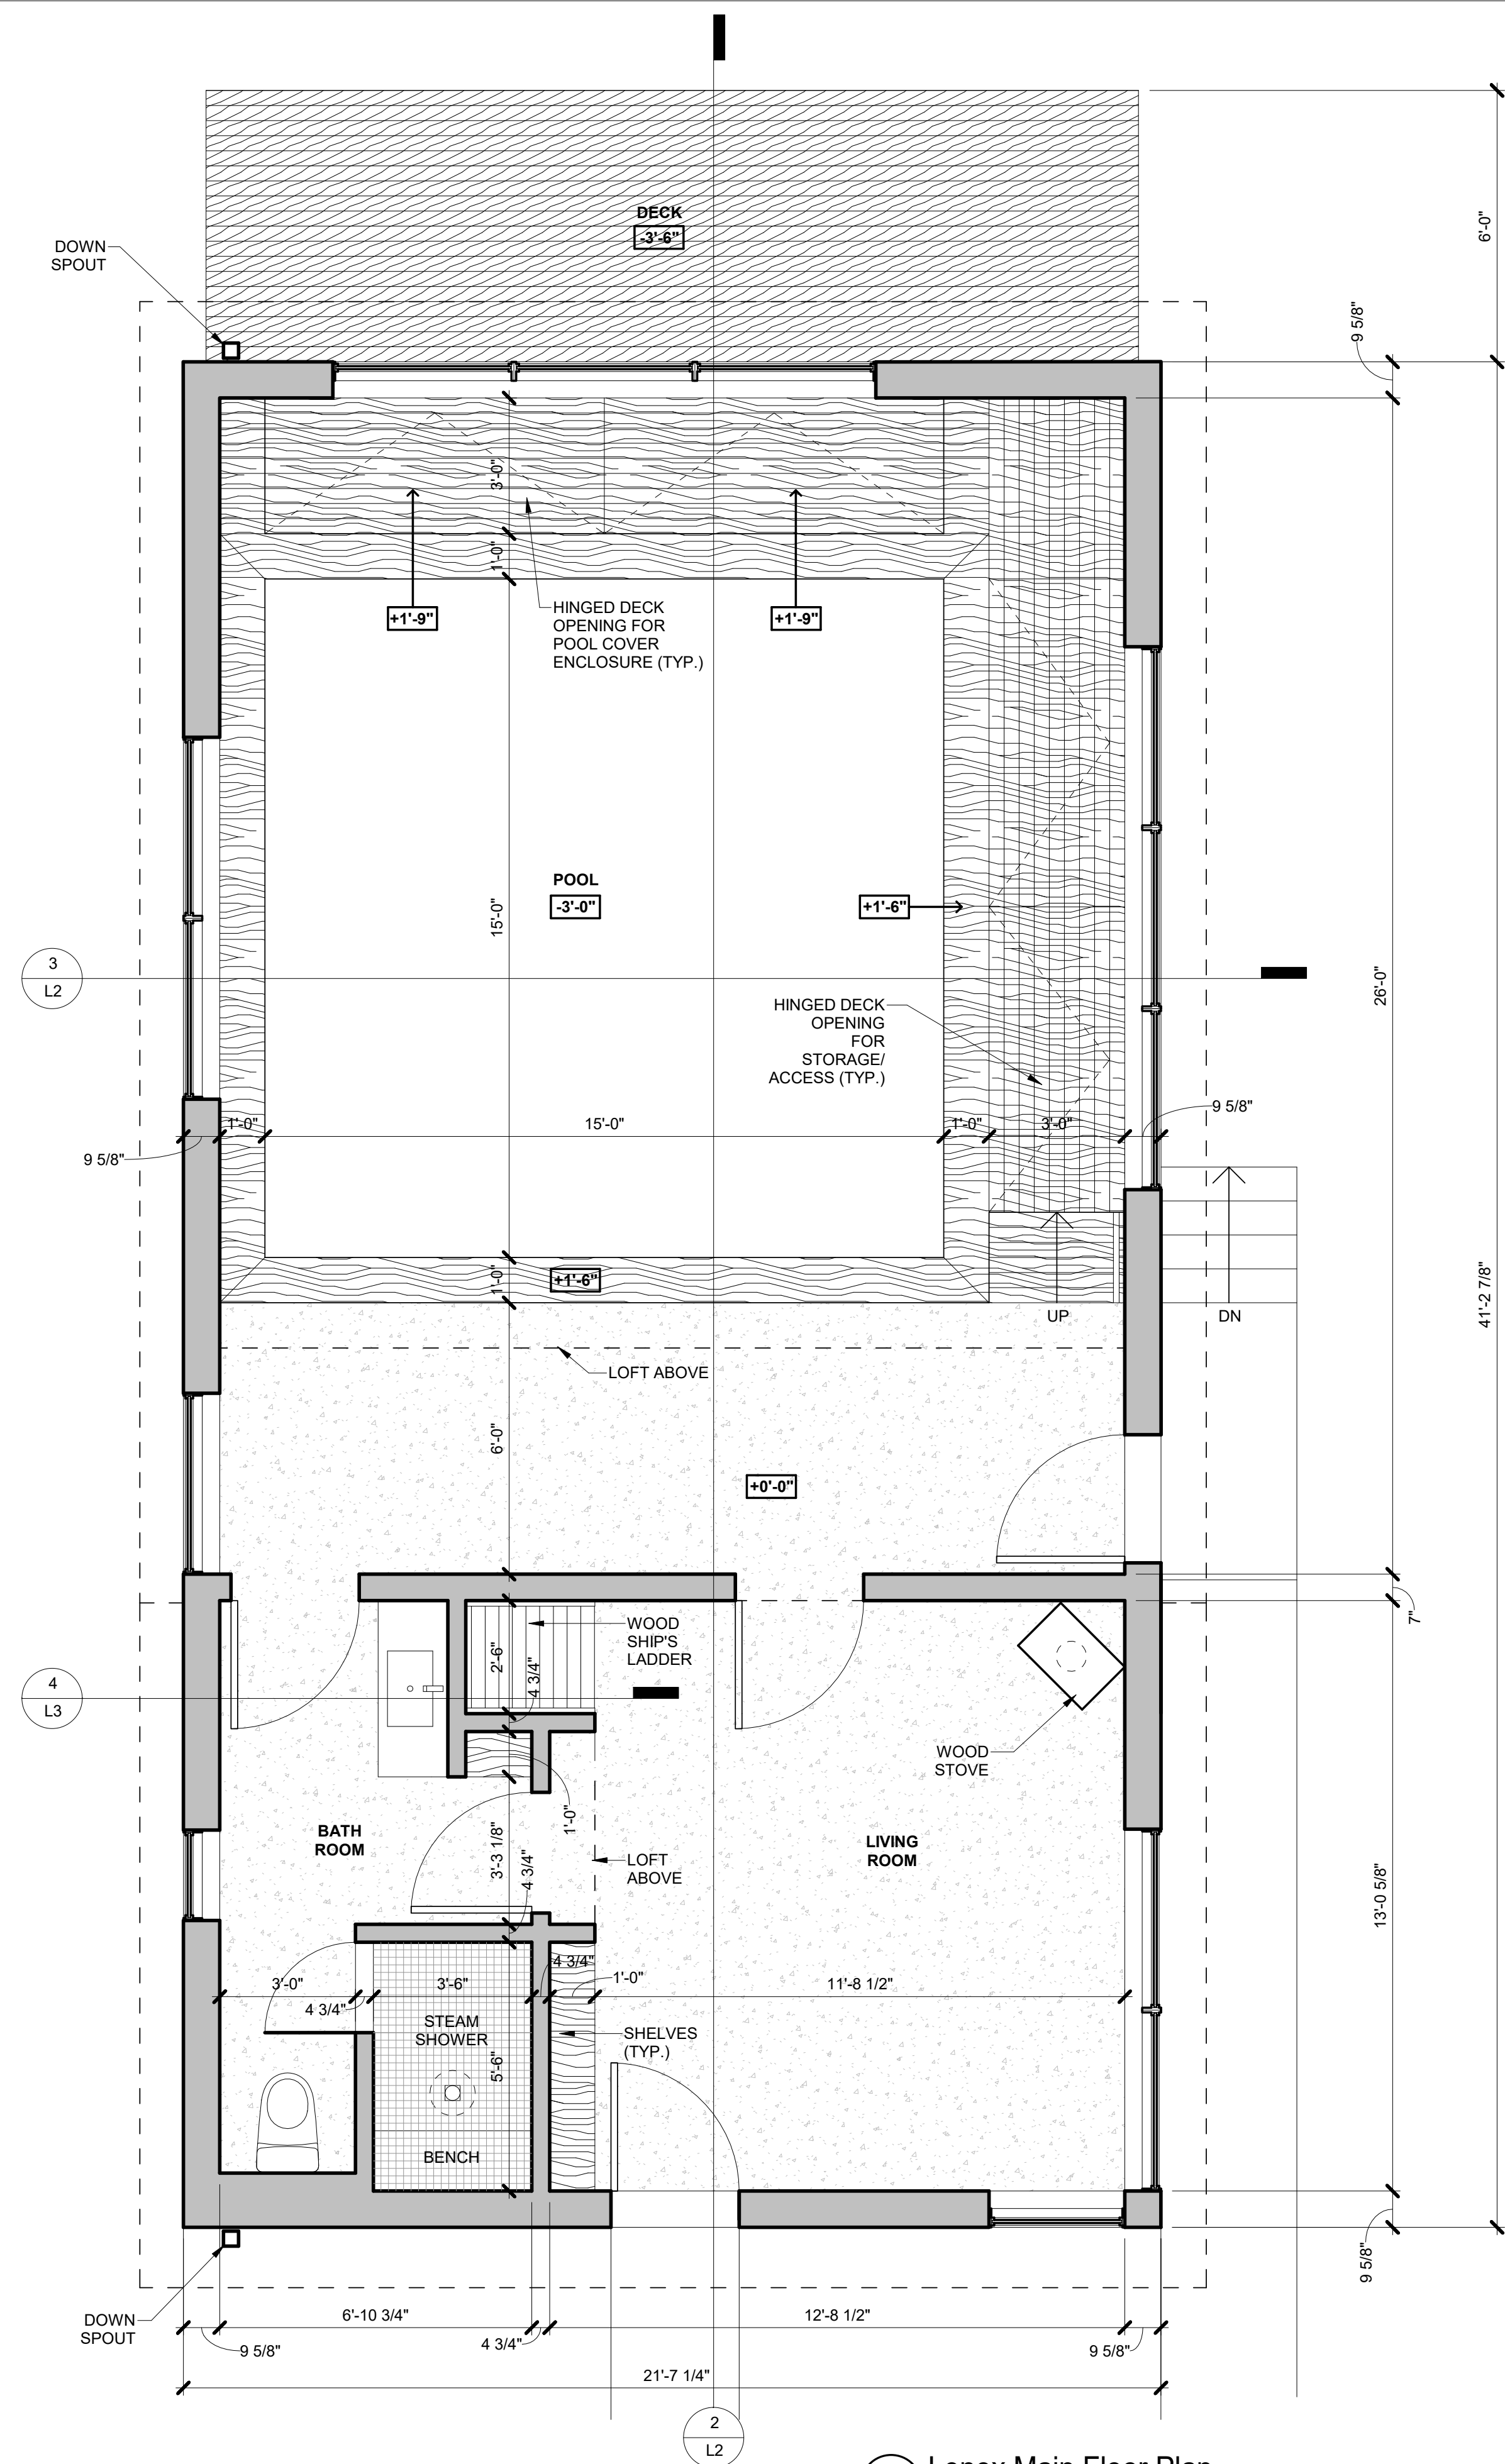 DECK
-3'-6"
DOWN
SPOUT
6'-0"
9 5/8"
3'-0"
1'-0"
+1'-9"
+1'-9"
HINGED DECK
OPENING FOR
POOL COVER
ENCLOSURE (TYP.)
POOL
-3'-0"
15'-0"
+1'-6"
3
L2
26'-0"
HINGED DECK
OPENING
FOR
STORAGE/
ACCESS (TYP.)
9 5/8"
1'-0"
15'-0"
1'-0"
3'-0"
9 5/8"
1'-0"
+1'-6"
UP
DN
41'-2 7/8"
LOFT ABOVE
6'-0"
+0'-0"
7"
WOOD
SHIP'S
LADDER
2'-6"
4 3/4"
4
L3
WOOD
STOVE
1'-0"
BATH
ROOM
3'-3 1/8"
4 3/4"
LOFT
ABOVE
LIVING
ROOM
13'-0 5/8"
3'-0"
4 3/4"
3'-6"
4 3/4"
1'-0"
11'-8 1/2"
STEAM
SHOWER
SHELVES
(TYP.)
5'-6"
BENCH
9 5/8"
DOWN
SPOUT
6'-10 3/4"
12'-8 1/2"
9 5/8"
4 3/4"
9 5/8"
21'-7 1/4"
2
L2
Lenox Main Floor Plan